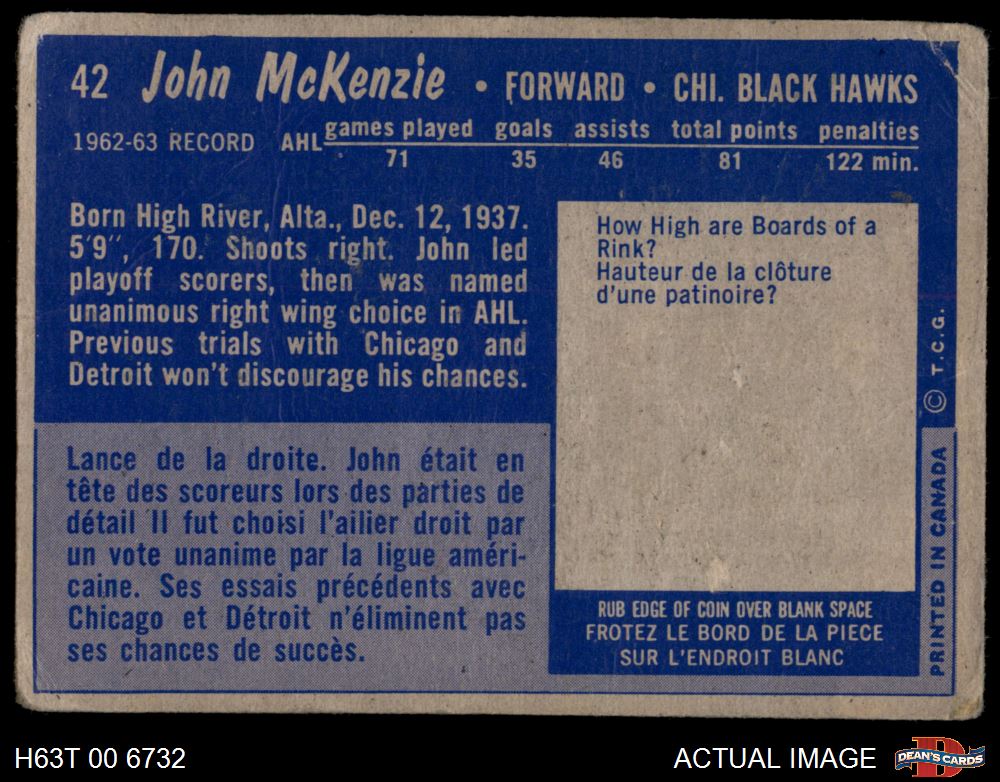 42 John McKenzie • FORWARD • CHI. BLACK HAWKS
1962-63 RECORD AHL games played goals assists total points penalties
71 35 46 81 122 min.
Born High River, Alta., Dec. 12, 1937.
5'9", 170. Shoots right. John led
playoff scorers, then was named
unanimous right wing choice in AHL.
Previous trials with Chicago and
Detroit won't discourage his chances.
Lance de la droite. John était en
tête des scoreurs lors des parties de
détail Il fut choisi l'ailier droit par
un vote unanime par la ligue améri-
caine. Ses essais précédents avec
Chicago et Détroit n'éliminent pas
ses chances de succès.
How High are Boards of a
Rink?
Hauteur de la clôture
d'une patinoire?
RUB EDGE OF COIN OVER BLANK SPACE
FROTEZ LE BORD DE LA PIECE
SUR L'ENDROIT BLANC
© T.C.G.
PRINTED IN CANADA
H63T 00 6732
ACTUAL IMAGE
D
DEAN'S CARDS